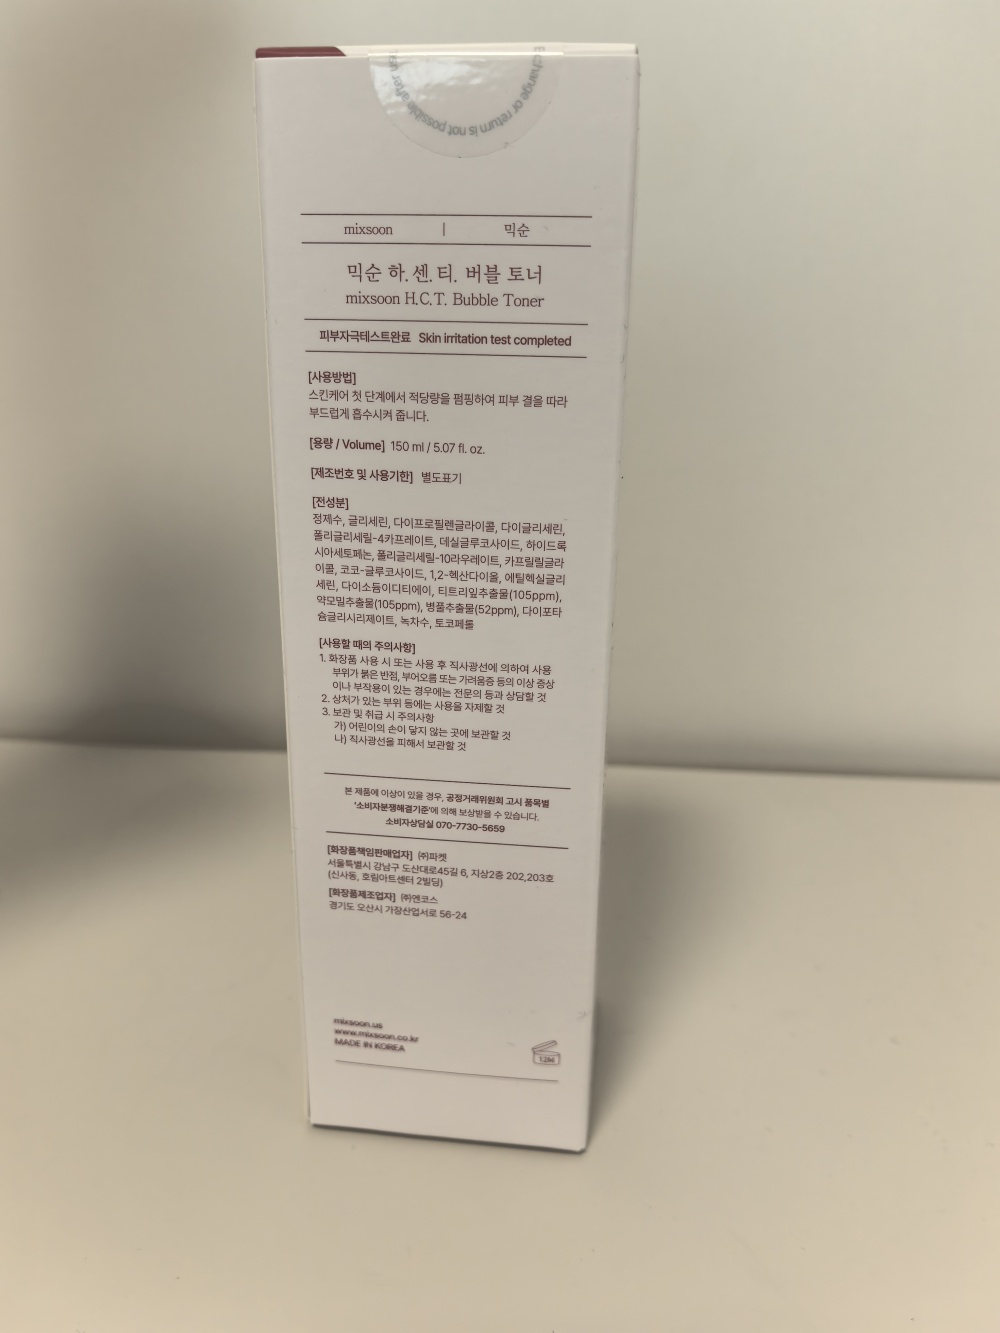 Exchange or return is not possible after
mixsoon | 믹순
믹순 하.센.티. 버블 토너
mixsoon H.C.T. Bubble Toner
피부자극테스트완료 Skin irritation test completed
[사용방법]
스킨케어 첫 단계에서 적당량을 펌핑하여 피부 결을 따라
부드럽게 흡수시켜 줍니다.
[용량 / Volume] 150 ml / 5.07 fl. oz.
[제조번호 및 사용기한] 별도표기
[전성분]
정제수, 글리세린, 다이프로필렌글라이콜, 다이글리세린,
폴리글리세릴-4카프레이트, 데실글루코사이드, 하이드록
시아세토페논, 폴리글리세릴-10라우레이트, 카프릴릴글라
이콜, 코코-글루코사이드, 1,2-헥산다이올, 에틸헥실글리
세린, 다이소듐이디티에이, 티트리잎추출물(105ppm),
약모밀추출물(105ppm), 병풀추출물(52ppm), 다이포타
슘글리시리제이트, 녹차수, 토코페롤
[사용할 때의 주의사항]
1. 화장품 사용 시 또는 사용 후 직사광선에 의하여 사용
부위가 붉은 반점, 부어오름 또는 가려움증 등의 이상 증상
이나 부작용이 있는 경우에는 전문의 등과 상담할 것
2. 상처가 있는 부위 등에는 사용을 자제할 것
3. 보관 및 취급 시 주의사항
가) 어린이의 손이 닿지 않는 곳에 보관할 것
나) 직사광선을 피해서 보관할 것
본 제품에 이상이 있을 경우, 공정거래위원회 고시 품목별
'소비자분쟁해결기준'에 의해 보상받을 수 있습니다.
소비자상담실 070-7730-5659
[화장품책임판매업자] ㈜파켓
서울특별시 강남구 도산대로45길 6, 지상2층 202,203호
(신사동, 호림아트센터 2빌딩)
[화장품제조업자] ㈜엔코스
경기도 오산시 가장산업서로 56-24
mixsoon.us
www.mixsoon.co.kr
MADE IN KOREA
12M